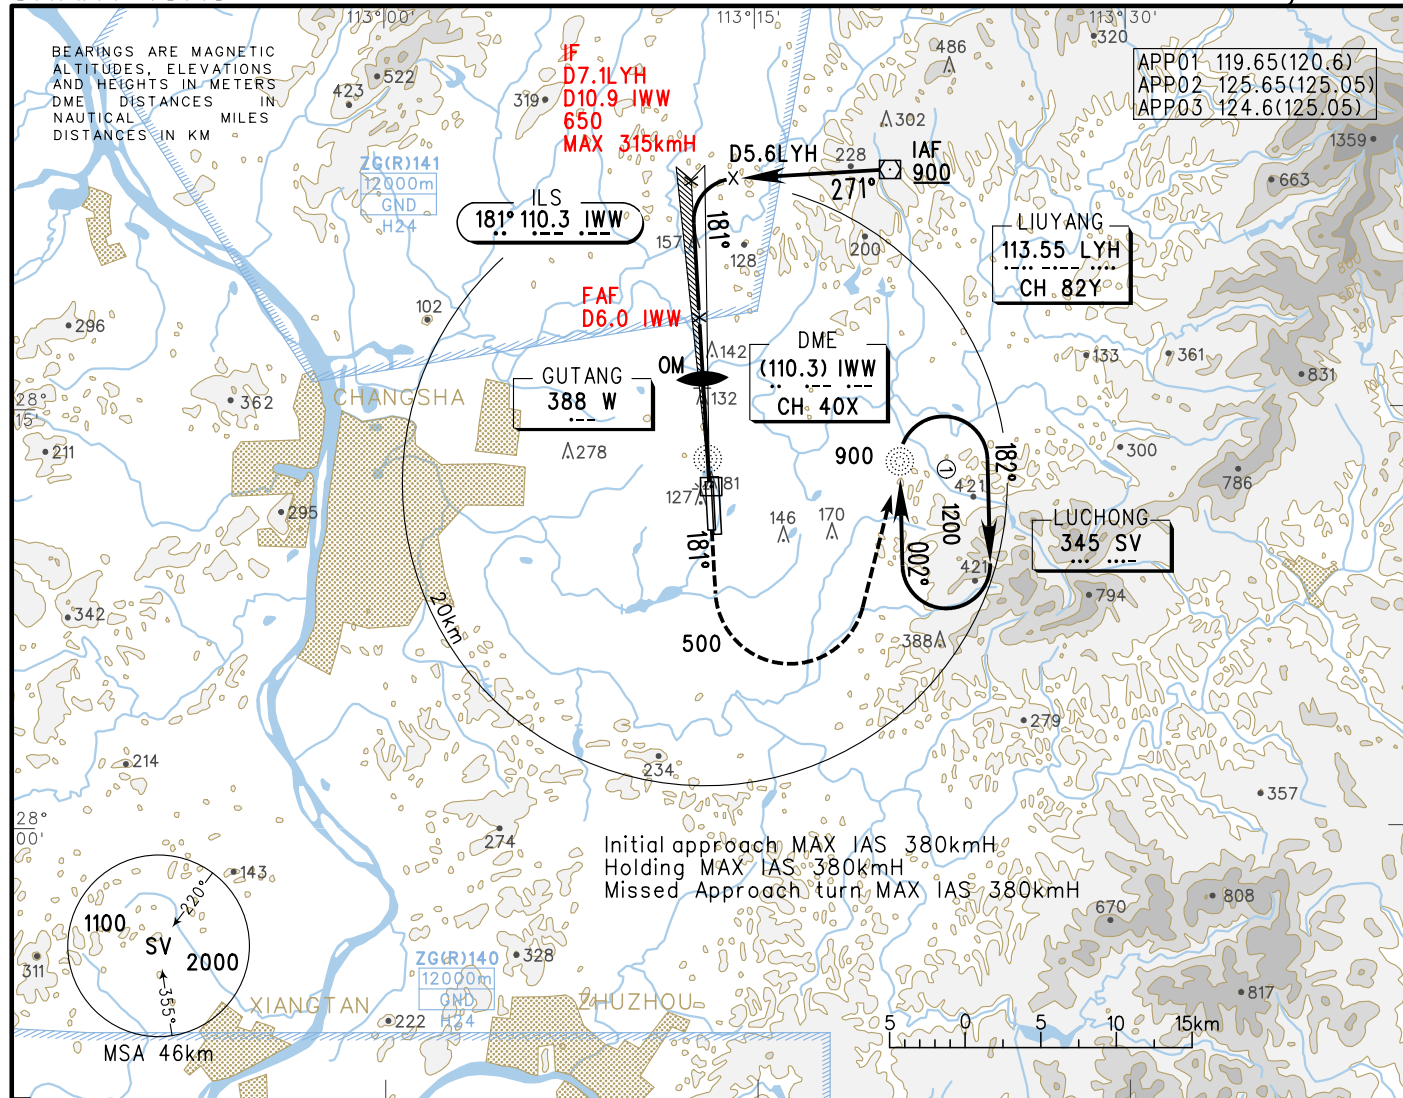 113°00'
113°15'
113°30'
BEARINGS ARE MAGNETIC
ALTITUDES, ELEVATIONS
AND HEIGHTS IN METERS
DME DISTANCES IN
NAUTICAL MILES
DISTANCES IN KM
IF
D7.1LYH
D10.9 IWW
650
MAX 315kmH
APP01 119.65(120.6)
APP02 125.65(125.05)
APP03 124.6(125.05)
486
320
522
423
319
302
1359
663
ZG(R)141
12000m
GND
H24
D5.6LYH
228
IAF
900
271°
ILS
181° 110.3 IWW
181°
157
128
200
LIUYANG
113.55 LYH
CH 82Y
FAF
D6.0 IWW
102
296
142
OM
132
DME
(110.3) IWW
CH 40X
133
361
831
GUTANG
388 W
28°
15'
CHANGSHA
362
211
278
900
1
182°
300
786
81
127
295
421
1200
146
170
181°
002°
LUCHONG
345 SV
421
794
342
20km
500
388
279
214
234
357
28°
00'
274
Initial approach MAX IAS 380kmH
Holding MAX IAS 380kmH
Missed Approach turn MAX IAS 380kmH
143
220°
1100
SV
2000
355°
MSA 46km
311
670
808
817
328
ZG(R)140
12000m
GND
H24
222
XIANGTAN
ZHUZHOU
5 0 5 10 15km